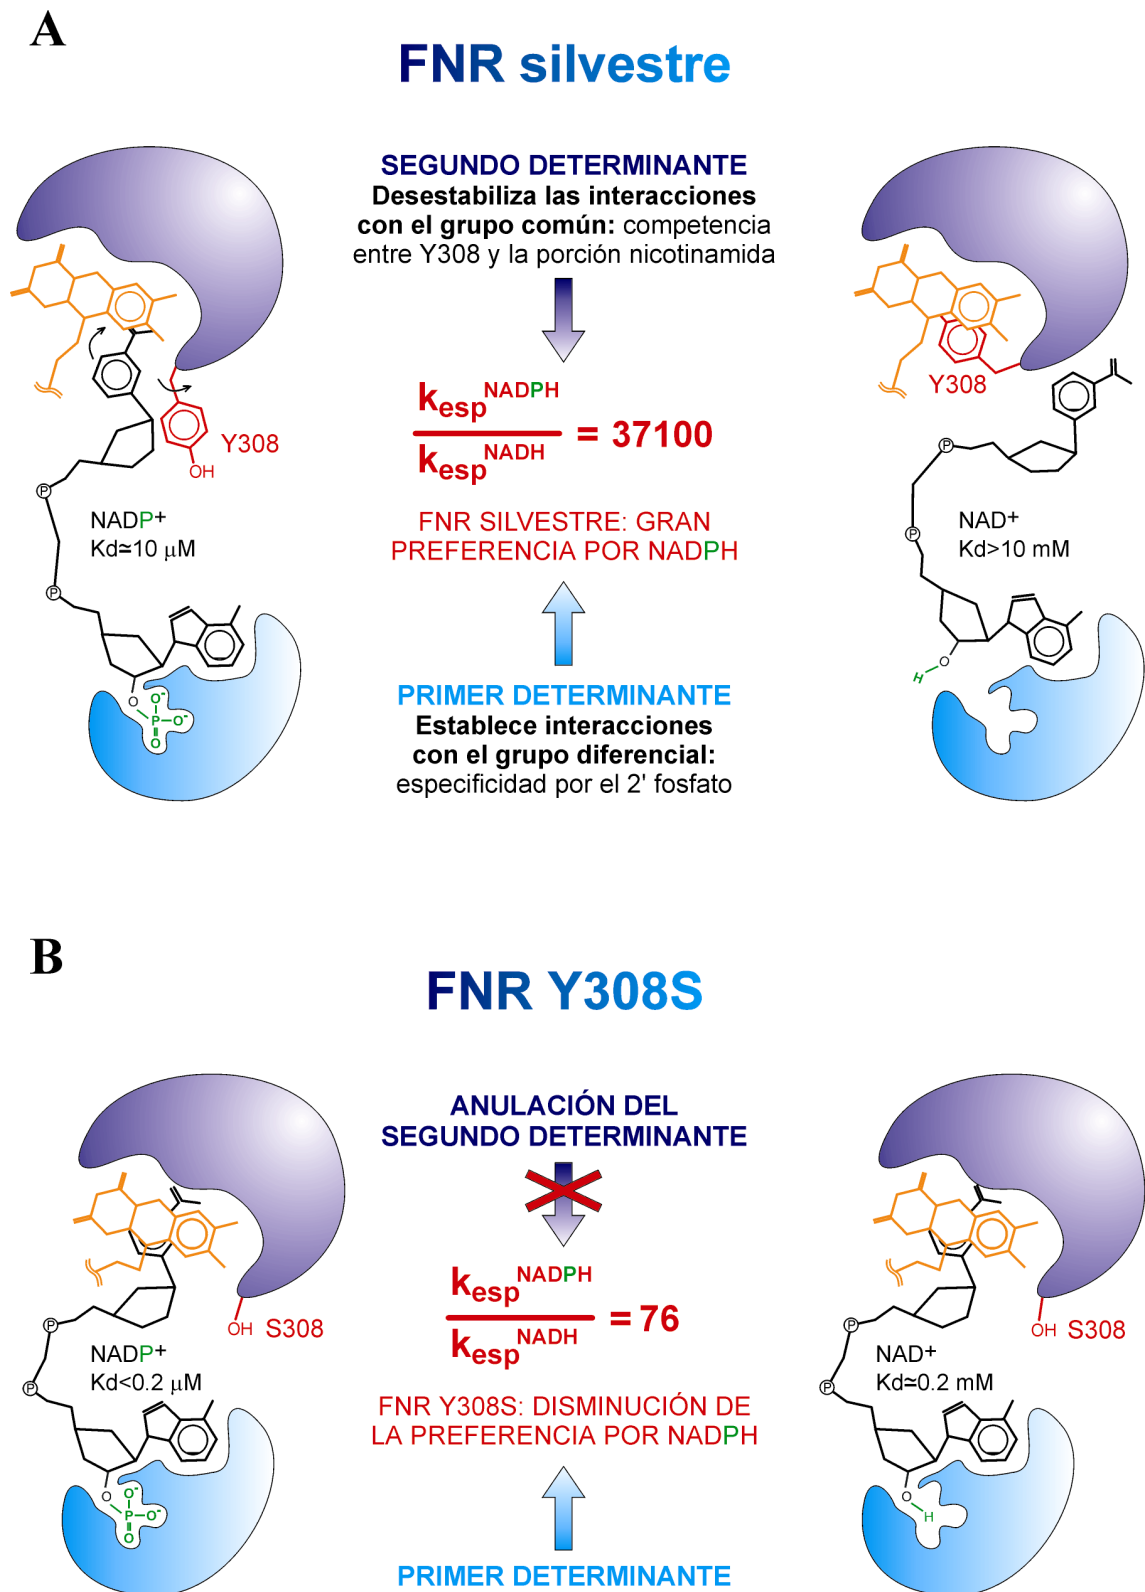 A
FNR silvestre
SEGUNDO DETERMINANTE
Desestabiliza las interacciones
con el grupo común: competencia
entre Y308 y la porción nicotinamida
Y308
OH
P
P
NADP+
Kd≃10 µM
O
O-
P-O-
O
kesp NADPH
kesp NADH
= 37100
FNR SILVESTRE: GRAN
PREFERENCIA POR NADPH
PRIMER DETERMINANTE
Establece interacciones
con el grupo diferencial:
especificidad por el 2' fosfato
Y308
P
P
NAD+
Kd>10 mM
O
H
B
FNR Y308S
ANULACIÓN DEL
SEGUNDO DETERMINANTE
OH S308
P
P
NADP+
Kd<0.2 µM
O
O-
P-O-
O
kesp NADPH
kesp NADH
= 76
FNR Y308S: DISMINUCIÓN DE
LA PREFERENCIA POR NADPH
PRIMER DETERMINANTE
OH S308
P
P
NAD+
Kd≃0.2 mM
O
H